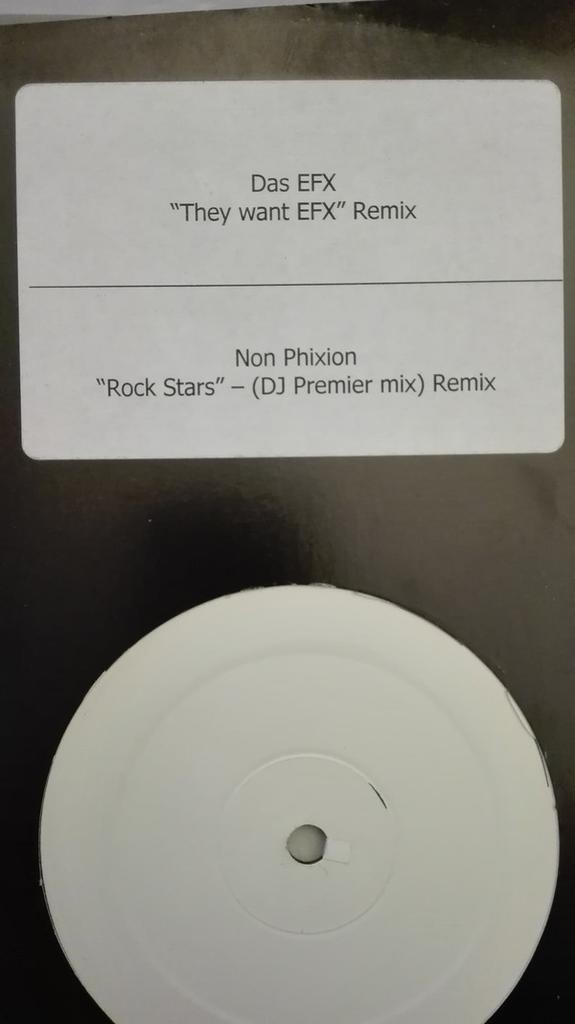 Das EFX
“They want EFX” Remix
Non Phixion
“Rock Stars” – (DJ Premier mix) Remix